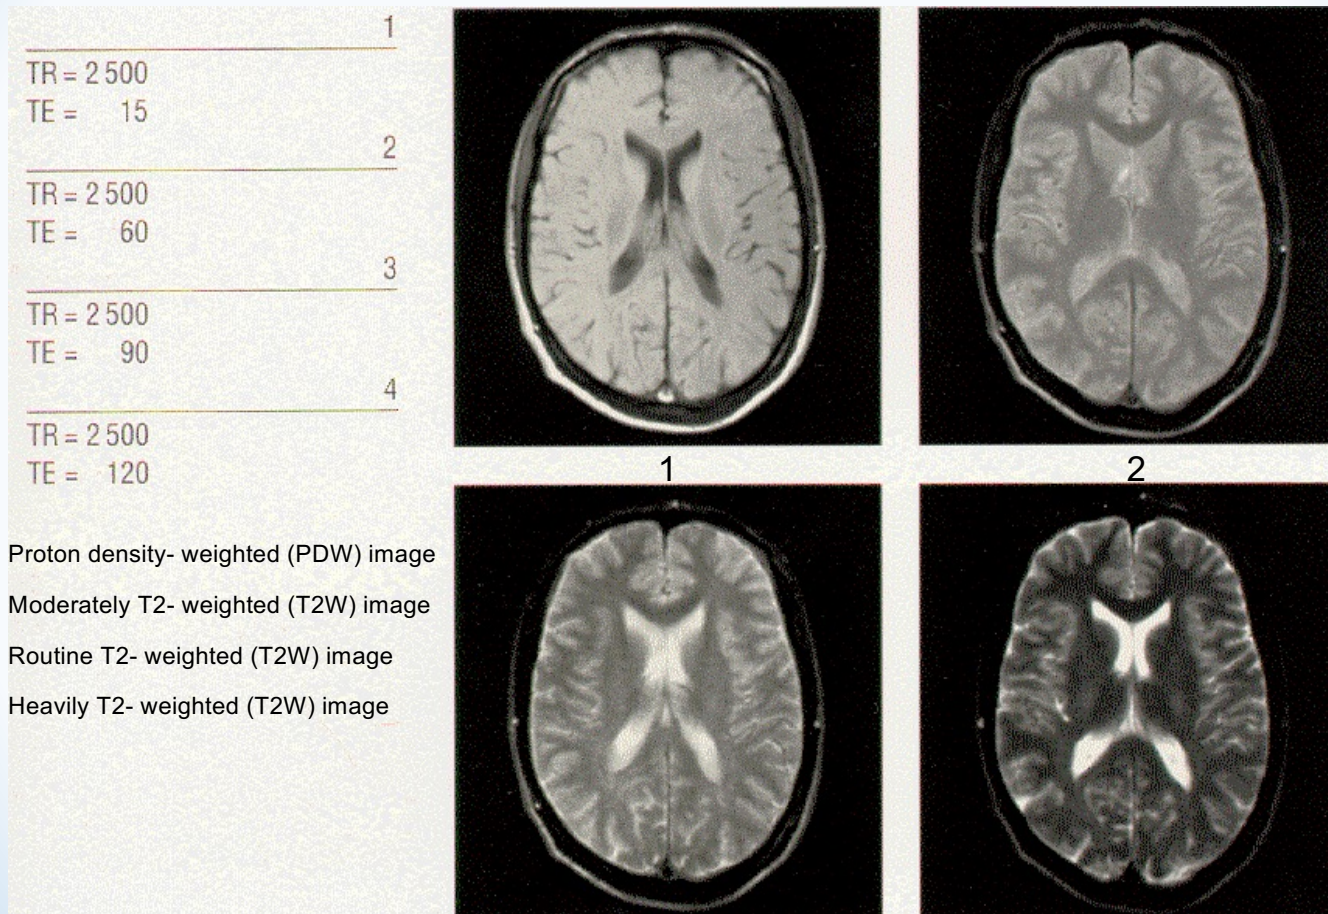 1
TR = 2 500
TE = 15
2
TR = 2 500
TE = 60
3
TR = 2 500
TE = 90
4
TR = 2 500
TE = 120
Proton density- weighted (PDW) image
Moderately T2- weighted (T2W) image
Routine T2- weighted (T2W) image
Heavily T2- weighted (T2W) image
1
2